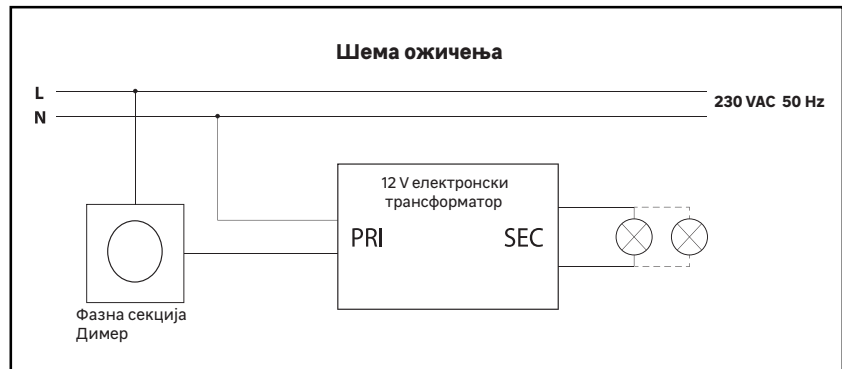 Шема ожичења
L
N
230 VAC 50 Hz
12 V електронски
трансформатор
PRI
SEC
Фазна секција
Димер